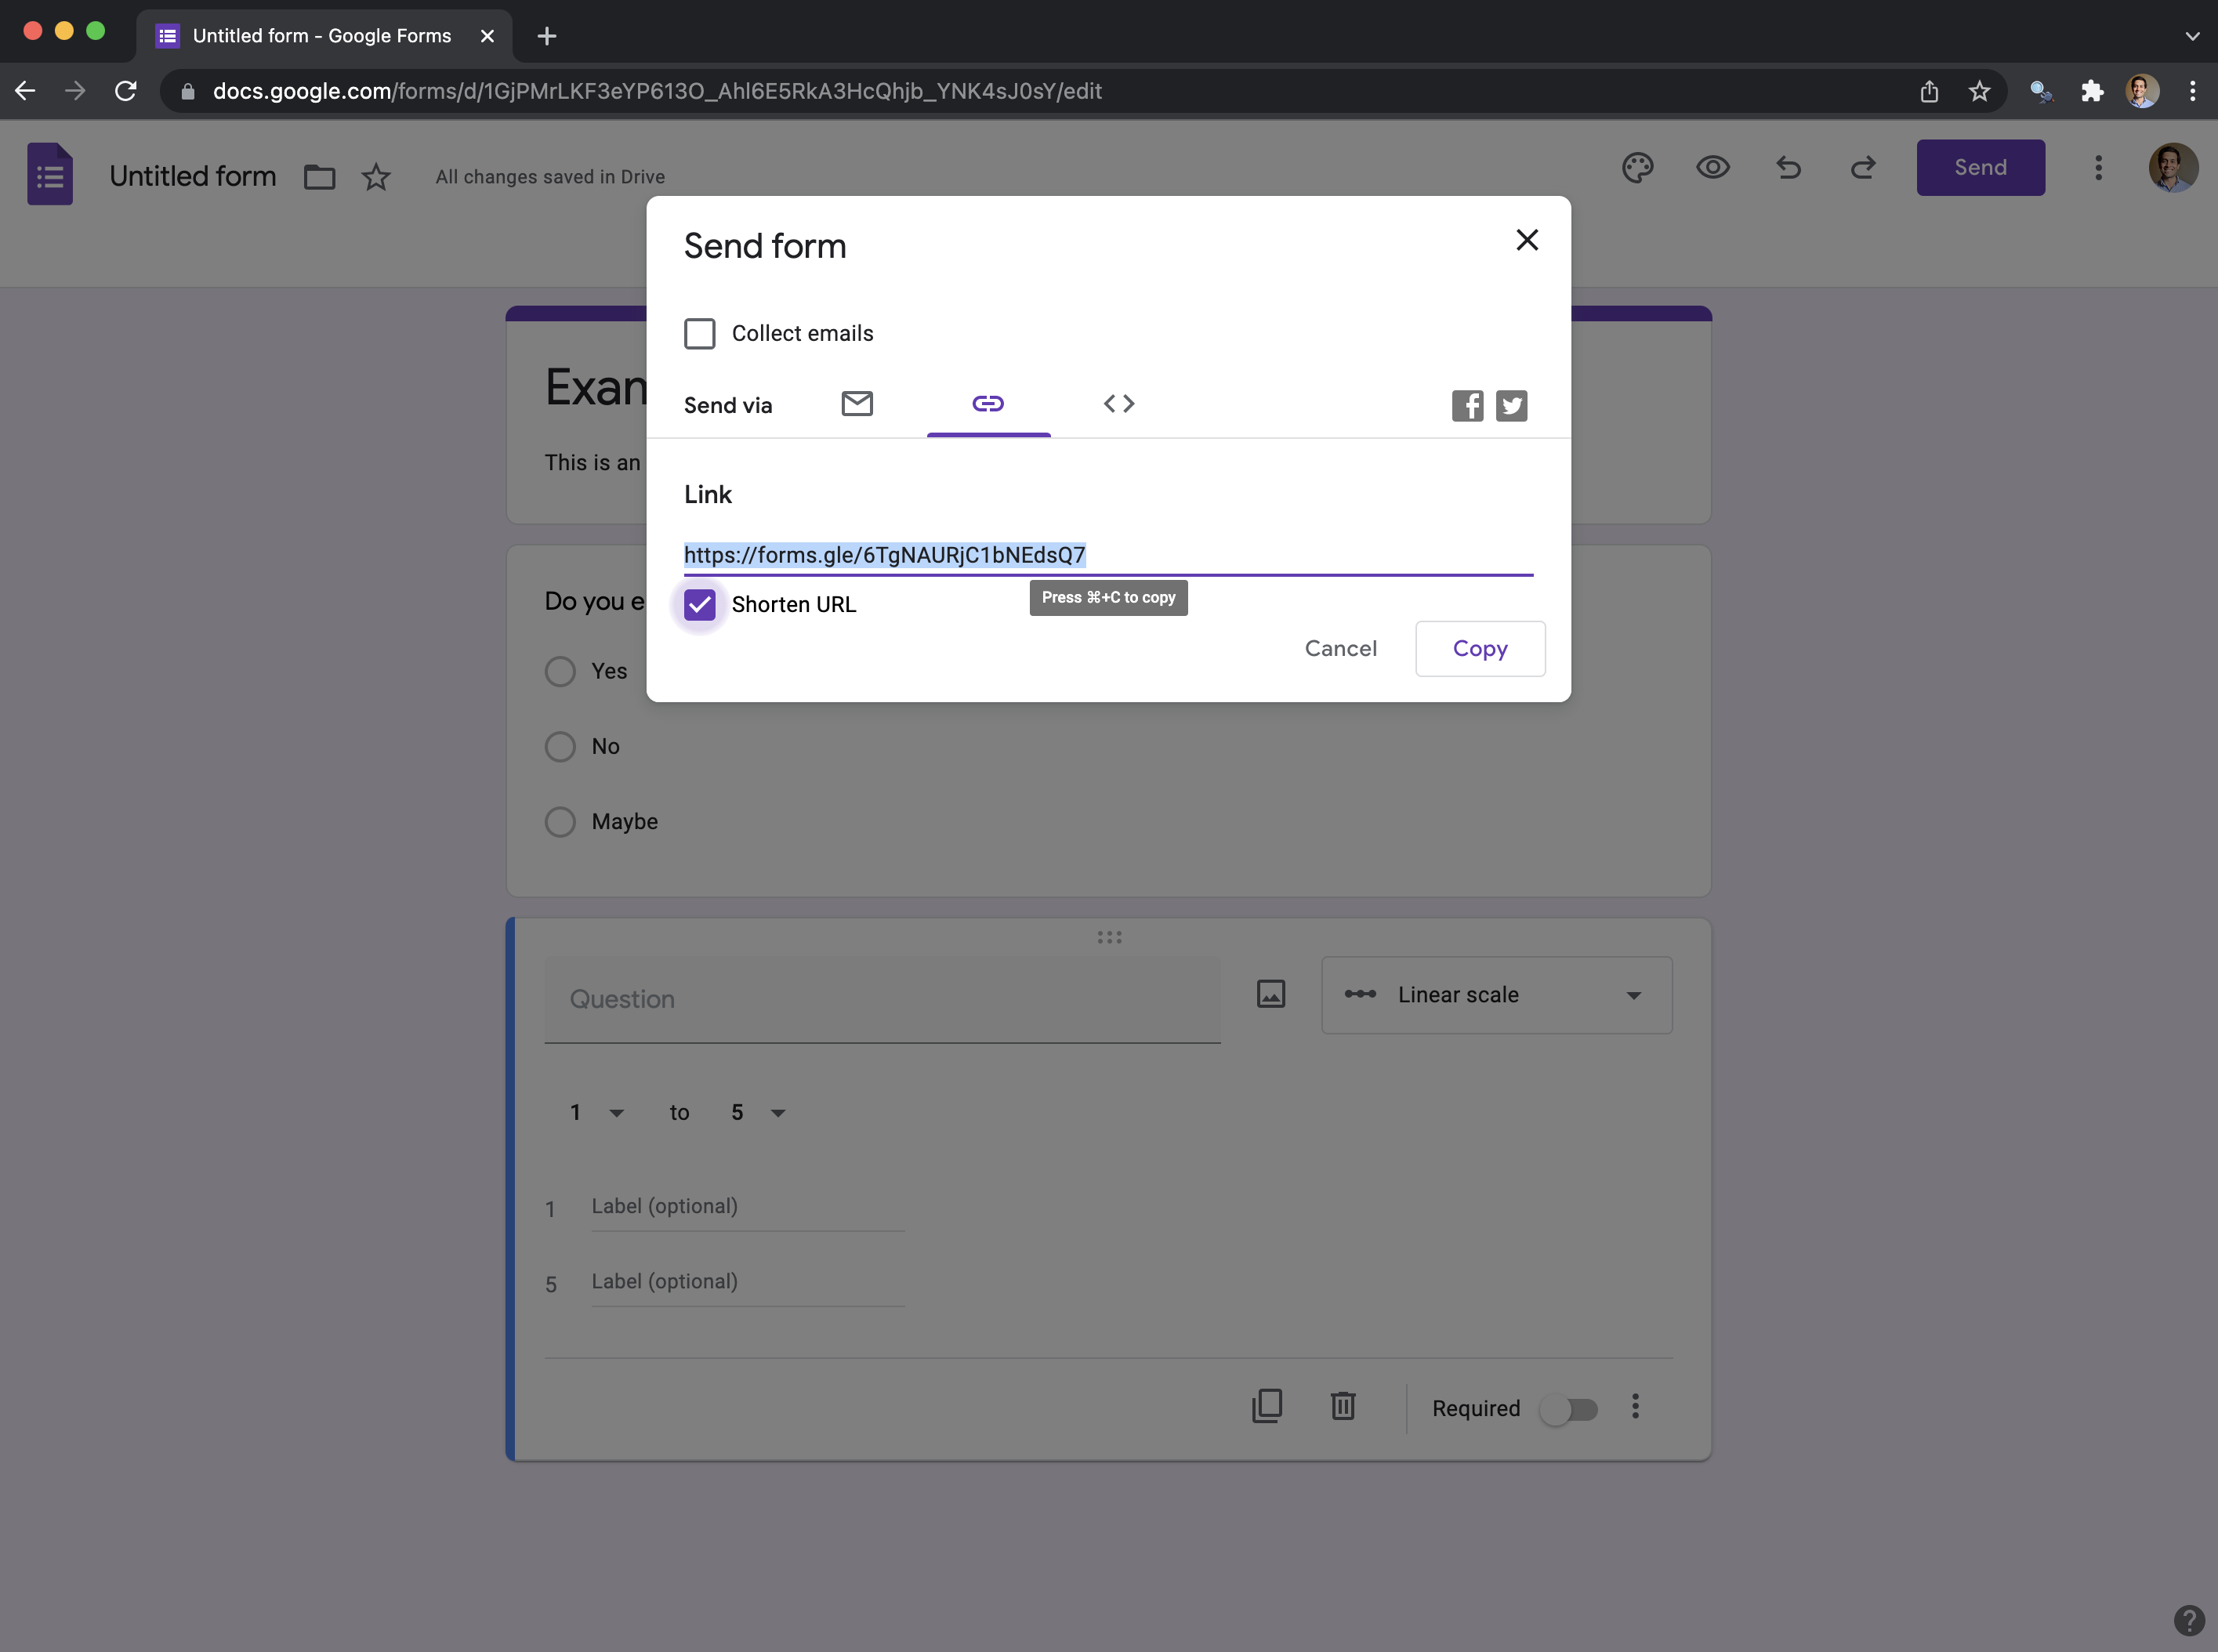 Untitled form - Google Forms
docs.google.com/forms/d/1GjPMrLKF3eYP613O_AhI6E5RkA3HcQhjb_YNK4sJ0sY/edit
Untitled form
All changes saved in Drive
Send
Send form
Collect emails
Exam
Send via
This is an
Link
https://forms.gle/6TgNAURjC1bNEdsQ7
Press ⌘+C to copy
Shorten URL
Do you e
Cancel
Copy
Yes
No
Maybe
Question
Linear scale
1 to 5
1 Label (optional)
5 Label (optional)
Required